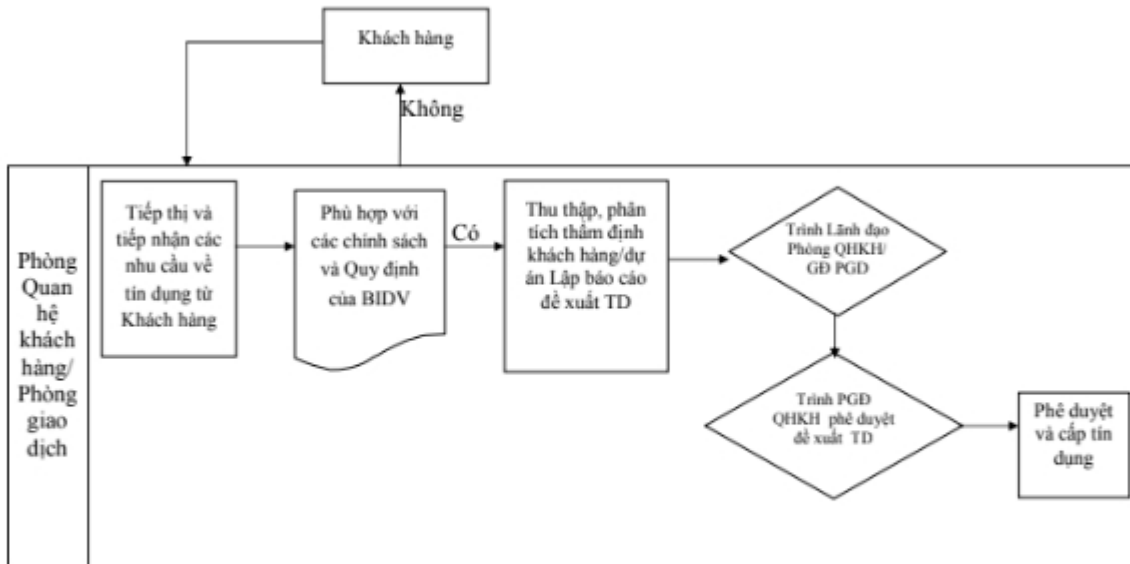 Khách hàng
Không
Phòng
Quan
hệ
khách
hàng/
Phòng
giao
dịch
Tiếp thị và
tiếp nhận các
nhu cầu về
tín dụng từ
Khách hàng
Phù hợp với
các chính sách
và Quy định
của BIDV
Có
Thu thập, phân
tích thẩm định
khách hàng/dự
án Lập báo cáo
đề xuất TD
Trình Lãnh đạo
Phòng QHKH/
GĐ PGD
Trình PGĐ
QHKH phê duyệt
đề xuất TD
Phê duyệt
và cấp tín
dụng